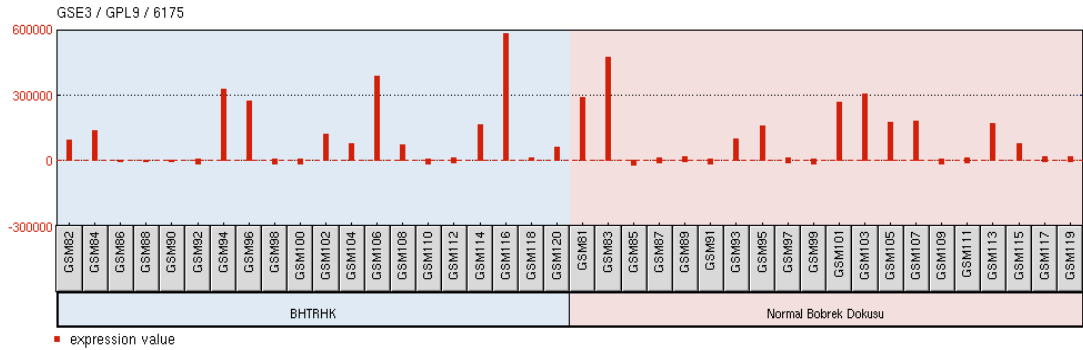 GSE3 / GPL9 / 6175
600000
300000
0
-300000
GSM82
GSM84
GSM86
GSM88
GSM90
GSM92
GSM94
GSM96
GSM98
GSM100
GSM102
GSM104
GSM106
GSM108
GSM110
GSM112
GSM114
GSM116
GSM118
GSM120
GSM81
GSM83
GSM85
GSM87
GSM89
GSM91
GSM93
GSM95
GSM97
GSM99
GSM101
GSM103
GSM105
GSM107
GSM109
GSM111
GSM113
GSM115
GSM117
GSM119
BHTRHK
Normal Bobrek Dokusu
expression value